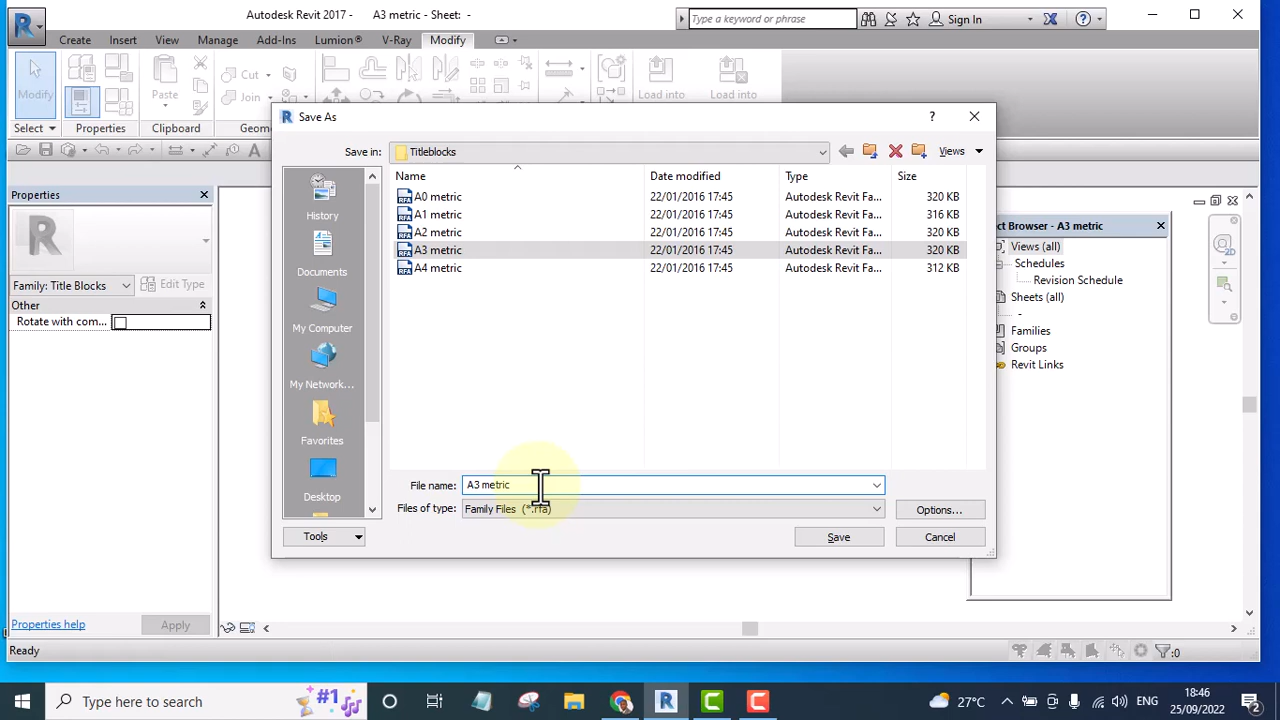 Autodesk Revit 2017 -    A3 metric - Sheet:  -
Type a keyword or phrase
Sign In
Create Insert View Manage Add-Ins Lumion® V-Ray Modify
Cut
Join
Modify Paste Load into Load into
Select Properties Clipboard Geom
Save As
Save in: Titleblocks Views
Name Date modified Type Size
A0 metric 22/01/2016 17:45 Autodesk Revit Fa... 320 KB
A1 metric 22/01/2016 17:45 Autodesk Revit Fa... 316 KB
A2 metric 22/01/2016 17:45 Autodesk Revit Fa... 320 KB
A3 metric 22/01/2016 17:45 Autodesk Revit Fa... 320 KB
A4 metric 22/01/2016 17:45 Autodesk Revit Fa... 312 KB
History
Documents
My Computer
My Network...
Favorites
Desktop
File name: A3 metric
Files of type: Family Files (*.rfa)
Options...
Tools Save Cancel
Properties
R
Family: Title Blocks Edit Type
Other
Rotate with com...
Properties help Apply
ect Browser - A3 metric
Views (all)
Schedules
Revision Schedule
Sheets (all)
-
Families
Groups
Revit Links
Ready
:0
Type here to search
#1
27°C ENG 18:46
25/09/2022
2